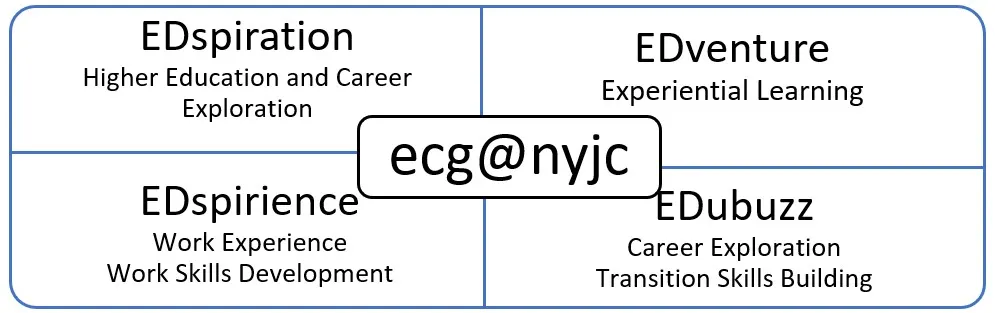 EDspiration
Higher Education and Career
Exploration
EDventure
Experiential Learning
ecg@nyjc
EDspirience
Work Experience
Work Skills Development
EDubuzz
Career Exploration
Transition Skills Building